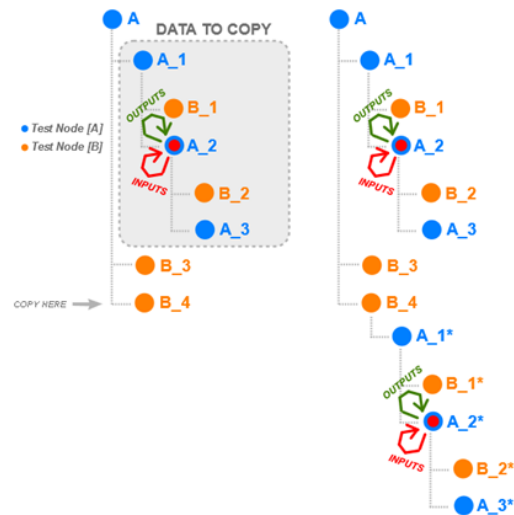 DATA TO COPY
A
A_1
B_1
OUTPUTS
A_2
INPUTS
B_2
A_3
B_3
B_4
Test Node [A]
Test Node [B]
COPY HERE
A
A_1
B_1
OUTPUTS
A_2
INPUTS
B_2
A_3
B_3
B_4
A_1*
B_1*
OUTPUTS
A_2*
INPUTS
B_2*
A_3*